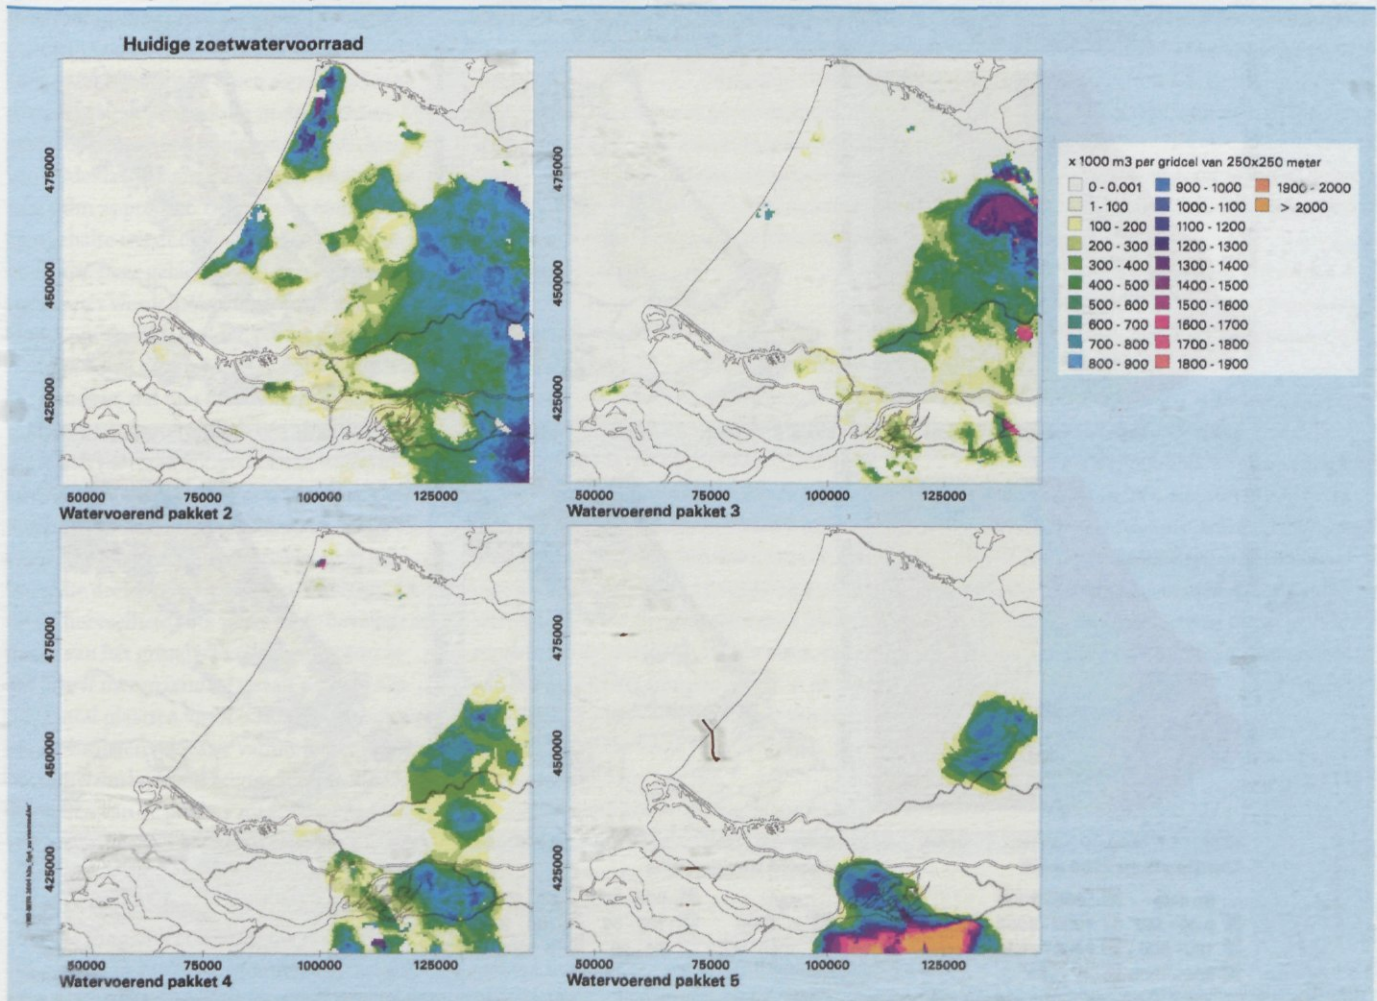 Huidige zoetwatervoorraad
475000
450000
425000
50000 75000 100000 125000
Watervoerend pakket 2
475000
450000
425000
50000 75000 100000 125000
Watervoerend pakket 3
x 1000 m3 per gridcel van 250x250 meter
0 - 0.001 900 - 1000 1900 - 2000
1 - 100 1000 - 1100 > 2000
100 - 200 1100 - 1200
200 - 300 1200 - 1300
300 - 400 1300 - 1400
400 - 500 1400 - 1500
500 - 600 1500 - 1600
600 - 700 1600 - 1700
700 - 800 1700 - 1800
800 - 900 1800 - 1900
475000
450000
425000
50000 75000 100000 125000
Watervoerend pakket 4
475000
450000
425000
50000 75000 100000 125000
Watervoerend pakket 5